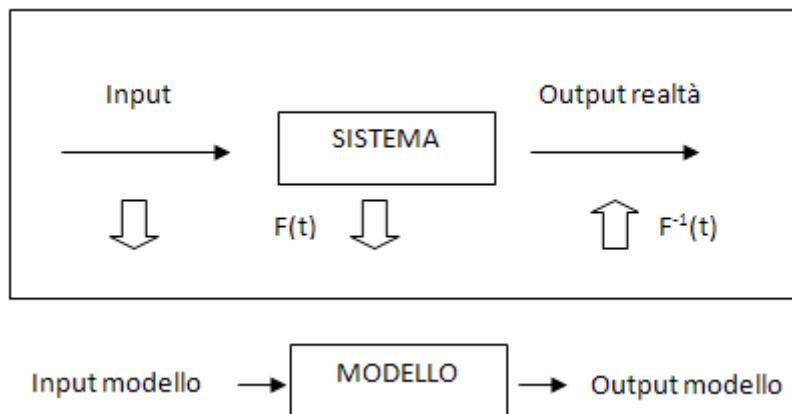 Input
Output realtà
SISTEMA
F(t)
F⁻¹(t)
Input modello
MODELLO
Output modello